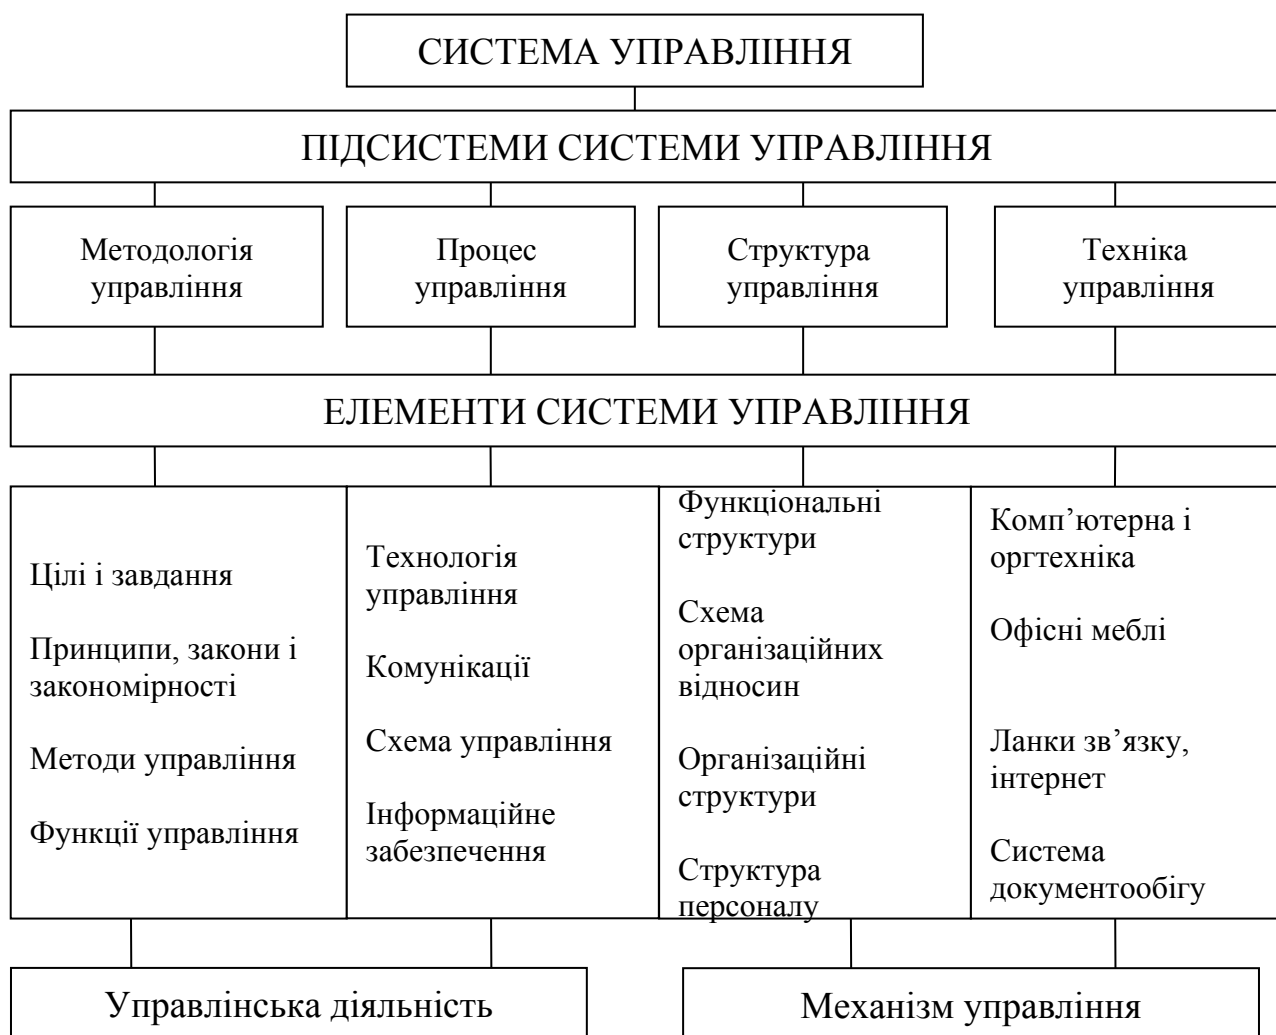 СИСТЕМА УПРАВЛІННЯ
ПІДСИСТЕМИ СИСТЕМИ УПРАВЛІННЯ
Методологія
управління
Процес
управління
Структура
управління
Техніка
управління
ЕЛЕМЕНТИ СИСТЕМИ УПРАВЛІННЯ
Цілі і завдання
Принципи, закони і
закономірності
Методи управління
Функції управління
Технологія
управління
Комунікації
Схема управління
Інформаційне
забезпечення
Функціональні
структури
Схема
організаційних
відносин
Організаційні
структури
Структура
персоналу
Комп’ютерна і
оргтехніка
Офісні меблі
Ланки зв’язку,
інтернет
Система
документообігу
Управлінська діяльність
Механізм управління